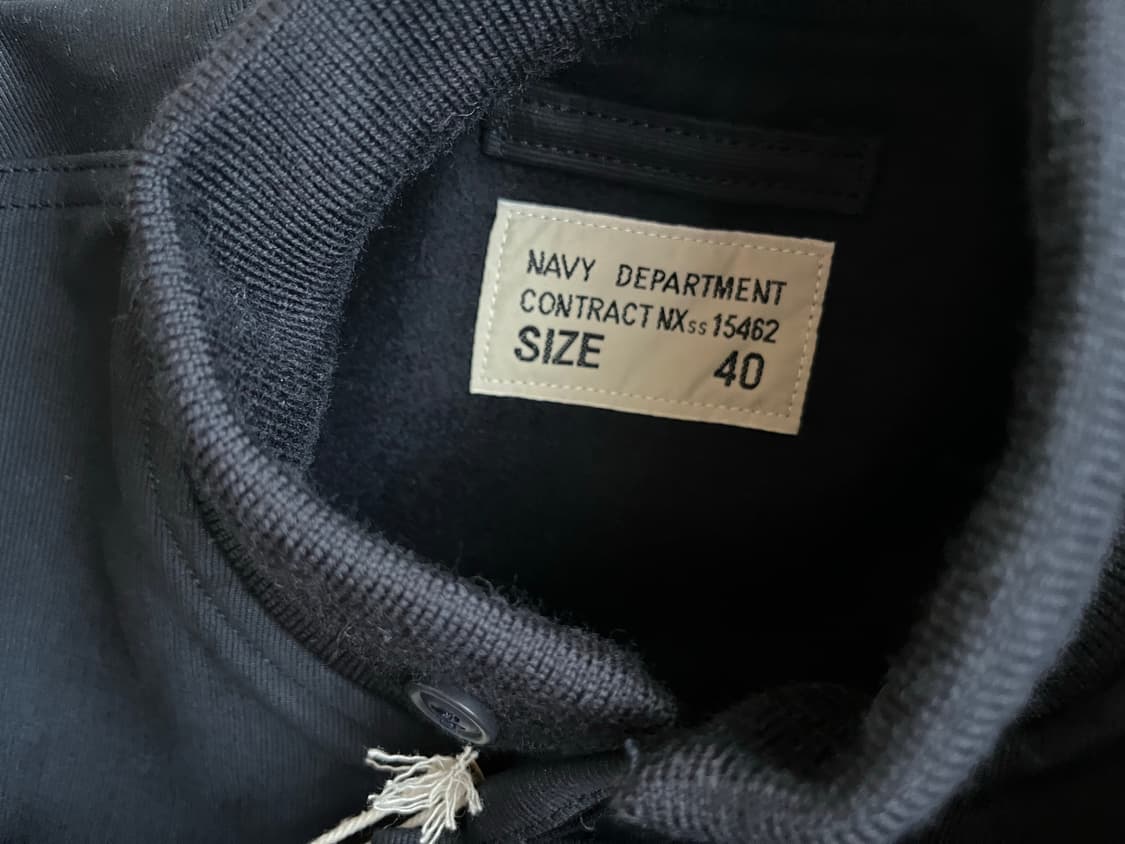 NAVY DEPARTMENT
CONTRACT NXss 15462
SIZE 40